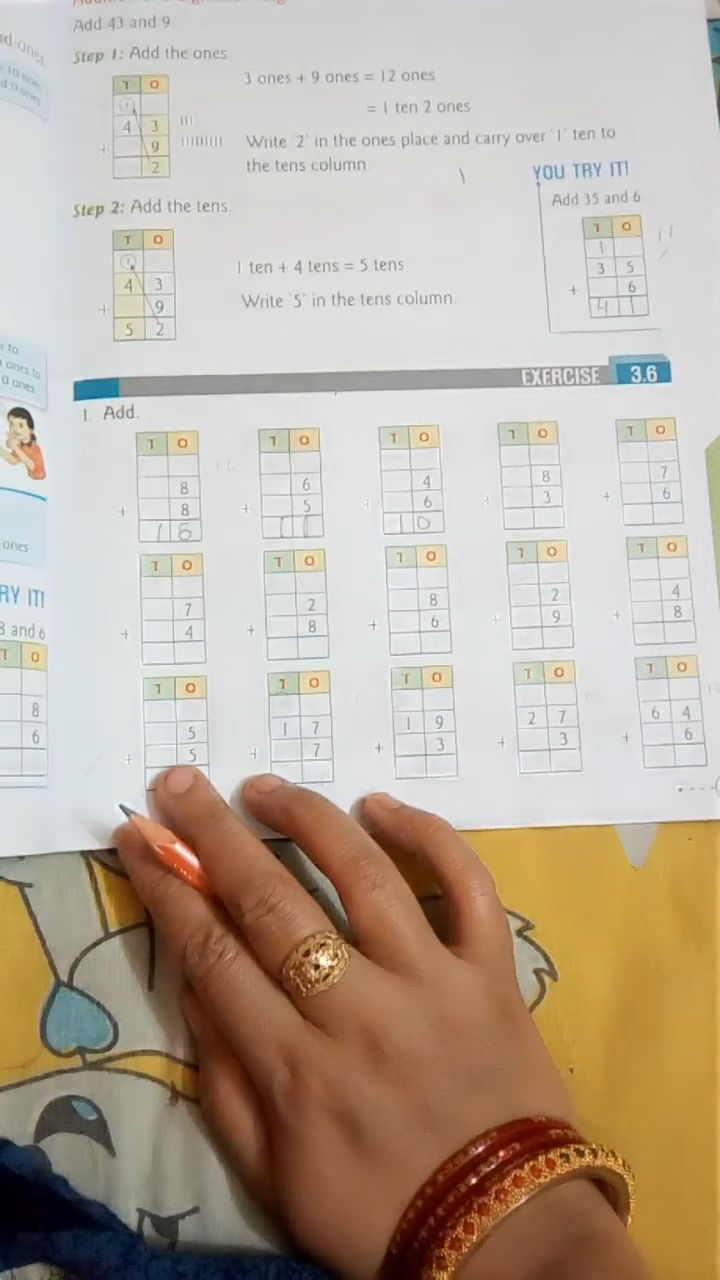 Add 43 and 9
Step 1: Add the ones.
T O
1
4 3
+ 9
2
3 ones + 9 ones = 12 ones
= 1 ten 2 ones
Write '2' in the ones place and carry over '1' ten to
the tens column.
Step 2: Add the tens.
T O
1
4 3
+ 9
5 2
1 ten + 4 tens = 5 tens
Write '5' in the tens column.
YOU TRY IT!
Add 35 and 6
T O
1
3 5
+ 6
4 1
EXERCISE 3.6
1. Add.
T O T O T O T O T O
8 6 4 8 7
+ 8 + 5 + 6 + 3 + 6
1 6 1 1 1 0
T O T O T O T O T O
7 2 8 2 4
+ 4 + 8 + 6 + 9 + 8
T O T O T O T O T O
5 1 7 1 9 2 7 6 4
+ 5 + 7 + 3 + 3 + 6
ones
RY IT!
8 and 6
T O
8
6